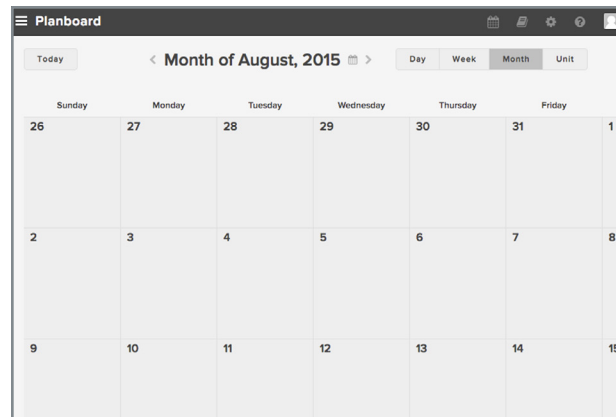 Planboard
Today Month of August, 2015 Day Week Month Unit
Sunday Monday Tuesday Wednesday Thursday Friday
26 27 28 29 30 31 1
2 3 4 5 6 7 8
9 10 11 12 13 14 15